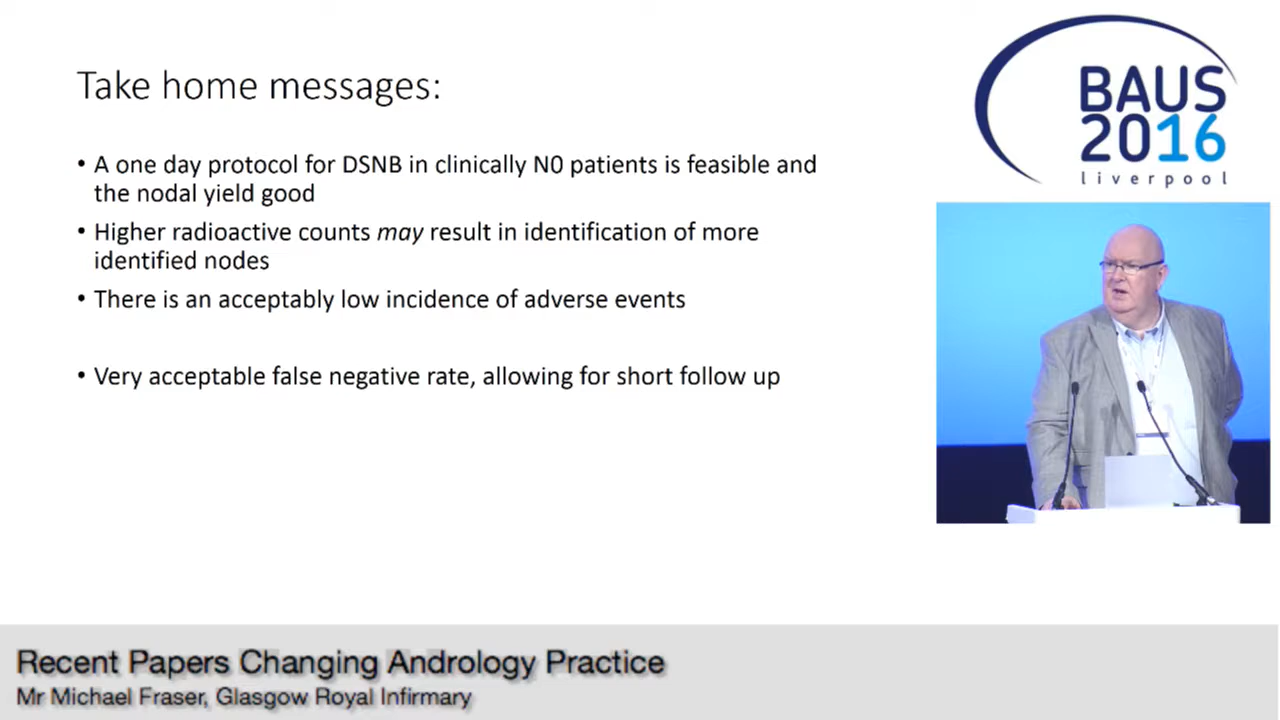 Take home messages:
• A one day protocol for DSNB in clinically N0 patients is feasible and
the nodal yield good
• Higher radioactive counts may result in identification of more
identified nodes
• There is an acceptably low incidence of adverse events
• Very acceptable false negative rate, allowing for short follow up
BAUS
2016
liverpool
Recent Papers Changing Andrology Practice
Mr Michael Fraser, Glasgow Royal Infirmary